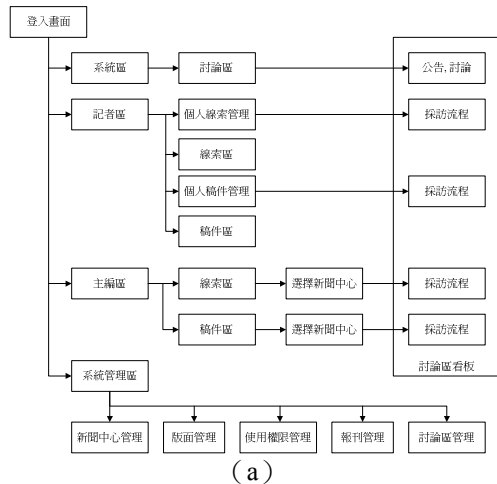 登入畫面
系統區
討論區
公告,討論
記者區
個人線索管理
採訪流程
線索區
個人稿件管理
採訪流程
稿件區
主編區
線索區
選擇新聞中心
採訪流程
稿件區
選擇新聞中心
採訪流程
討論區看板
系統管理區
新聞中心管理
版面管理
使用權限管理
報刊管理
討論區管理
(a)